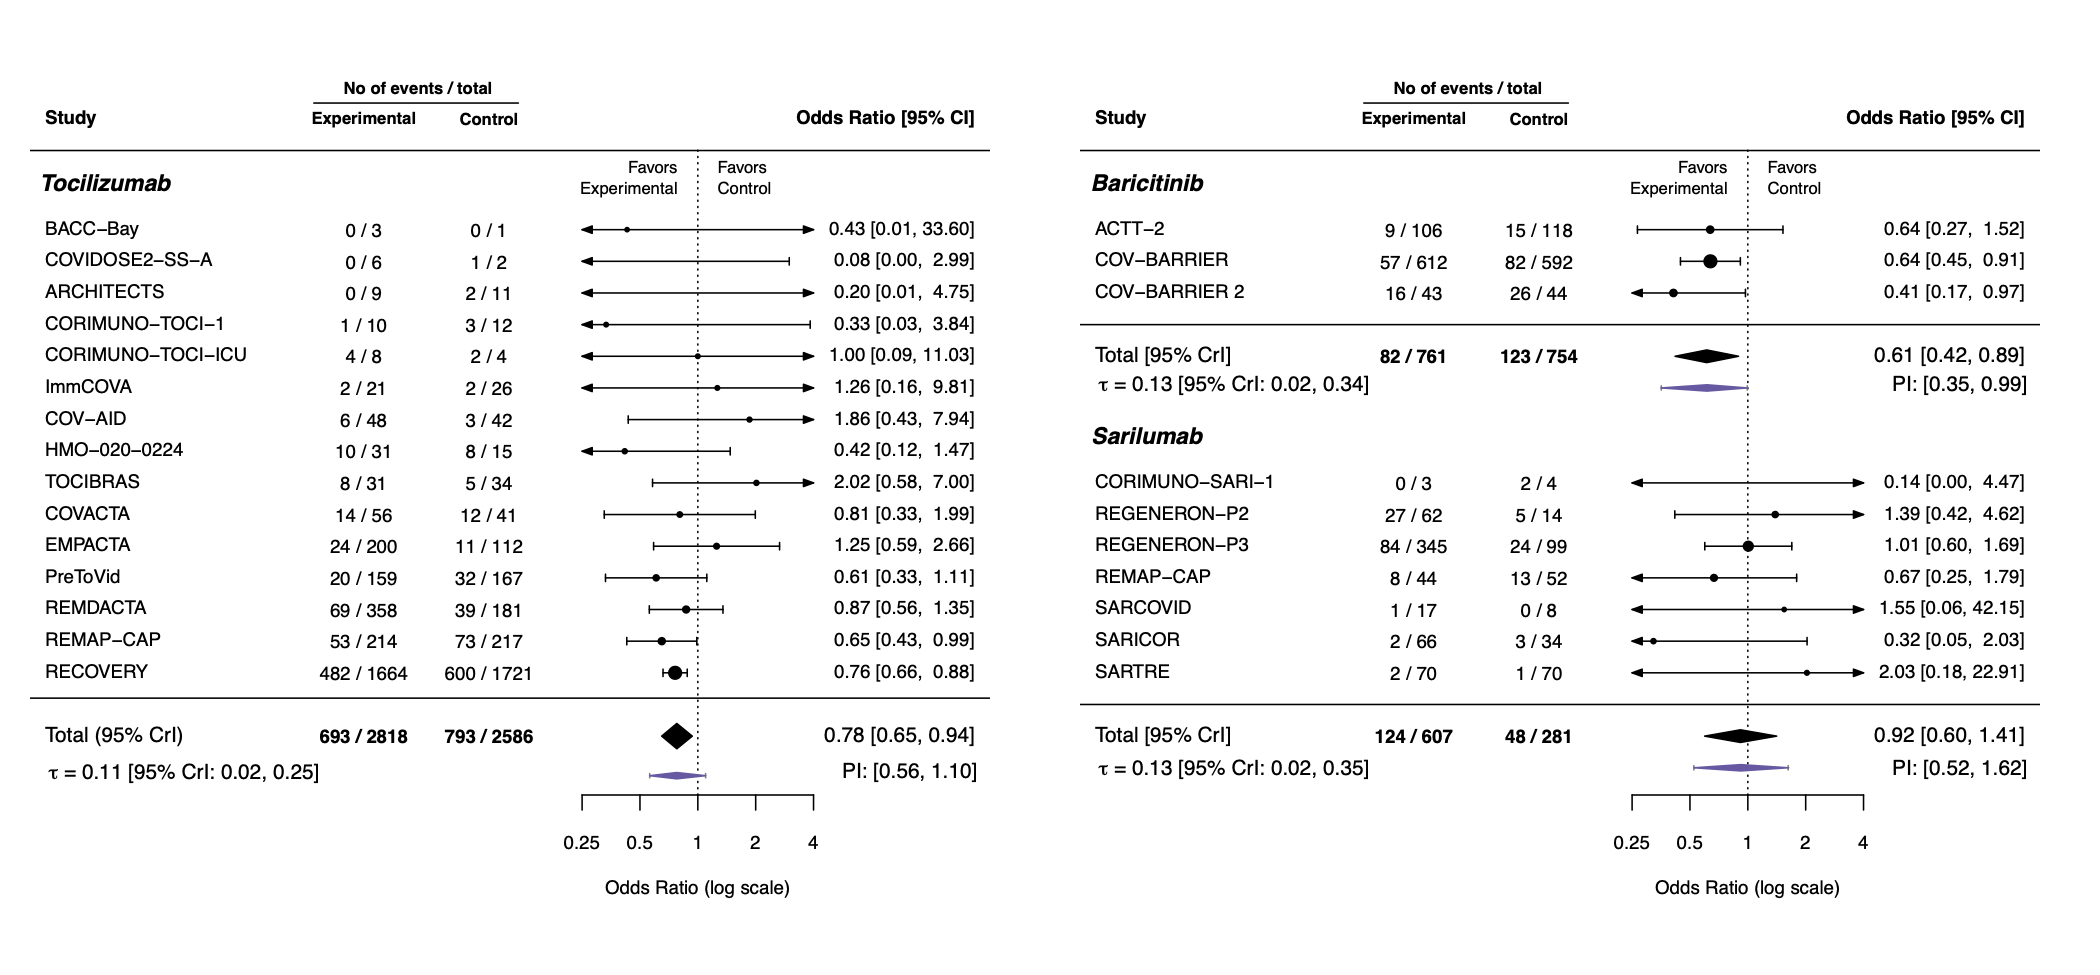 No of events / total
Study Experimental Control Odds Ratio [95% CI]
Favors Experimental Favors Control
Tocilizumab
BACC−Bay 0 / 3 0 / 1 0.43 [0.01, 33.60]
COVIDOSE2−SS−A 0 / 6 1 / 2 0.08 [0.00, 2.99]
ARCHITECTS 0 / 9 2 / 11 0.20 [0.01, 4.75]
CORIMUNO−TOCI−1 1 / 10 3 / 12 0.33 [0.03, 3.84]
CORIMUNO−TOCI−ICU 4 / 8 2 / 4 1.00 [0.09, 11.03]
ImmCOVA 2 / 21 2 / 26 1.26 [0.16, 9.81]
COV−AID 6 / 48 3 / 42 1.86 [0.43, 7.94]
HMO−020−0224 10 / 31 8 / 15 0.42 [0.12, 1.47]
TOCIBRAS 8 / 31 5 / 34 2.02 [0.58, 7.00]
COVACTA 14 / 56 12 / 41 0.81 [0.33, 1.99]
EMPACTA 24 / 200 11 / 112 1.25 [0.59, 2.66]
PreToVid 20 / 159 32 / 167 0.61 [0.33, 1.11]
REMDACTA 69 / 358 39 / 181 0.87 [0.56, 1.35]
REMAP−CAP 53 / 214 73 / 217 0.65 [0.43, 0.99]
RECOVERY 482 / 1664 600 / 1721 0.76 [0.66, 0.88]
Total (95% CrI) 693 / 2818 793 / 2586 0.78 [0.65, 0.94]
τ = 0.11 [95% CrI: 0.02, 0.25] PI: [0.56, 1.10]
0.25 0.5 1 2 4
Odds Ratio (log scale)
No of events / total
Study Experimental Control Odds Ratio [95% CI]
Favors Experimental Favors Control
Baricitinib
ACTT−2 9 / 106 15 / 118 0.64 [0.27, 1.52]
COV−BARRIER 57 / 612 82 / 592 0.64 [0.45, 0.91]
COV−BARRIER 2 16 / 43 26 / 44 0.41 [0.17, 0.97]
Total [95% CrI] 82 / 761 123 / 754 0.61 [0.42, 0.89]
τ = 0.13 [95% CrI: 0.02, 0.34] PI: [0.35, 0.99]
Sarilumab
CORIMUNO−SARI−1 0 / 3 2 / 4 0.14 [0.00, 4.47]
REGENERON−P2 27 / 62 5 / 14 1.39 [0.42, 4.62]
REGENERON−P3 84 / 345 24 / 99 1.01 [0.60, 1.69]
REMAP−CAP 8 / 44 13 / 52 0.67 [0.25, 1.79]
SARCOVID 1 / 17 0 / 8 1.55 [0.06, 42.15]
SARICOR 2 / 66 3 / 34 0.32 [0.05, 2.03]
SARTRE 2 / 70 1 / 70 2.03 [0.18, 22.91]
Total [95% CrI] 124 / 607 48 / 281 0.92 [0.60, 1.41]
τ = 0.13 [95% CrI: 0.02, 0.35] PI: [0.52, 1.62]
0.25 0.5 1 2 4
Odds Ratio (log scale)